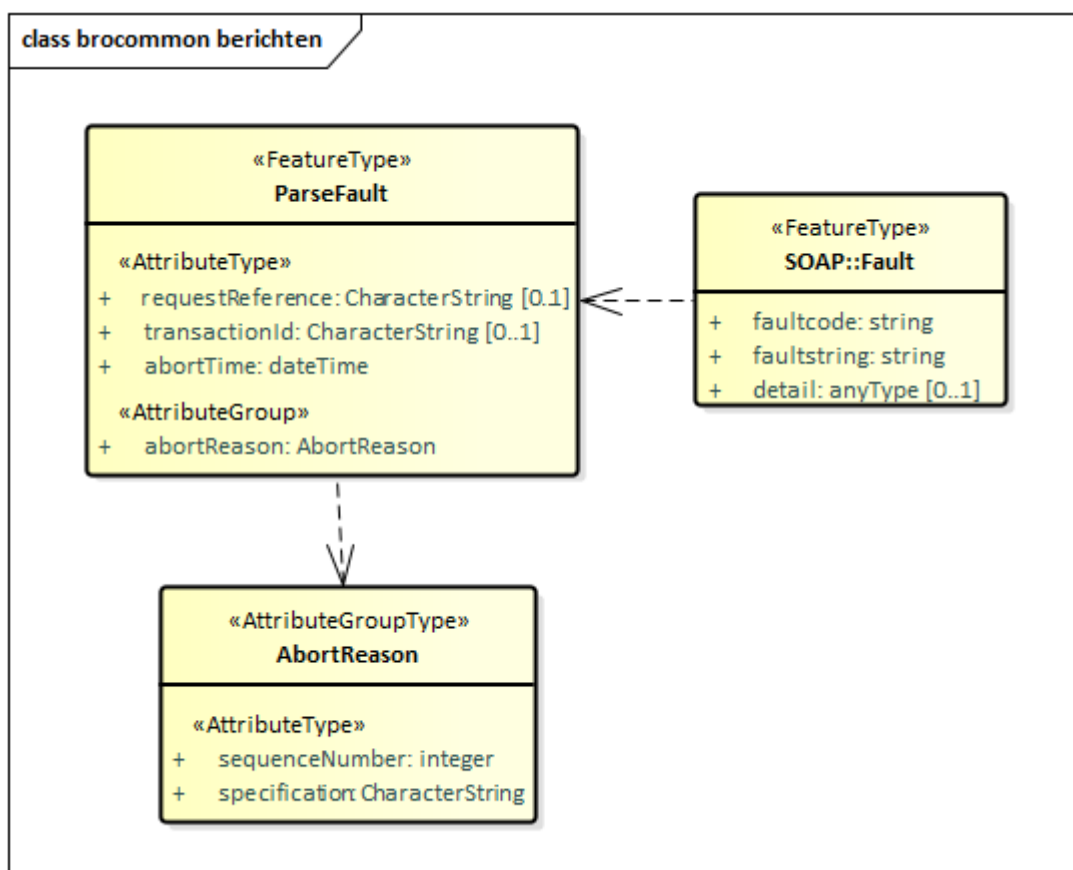 class brocommon berichten
«FeatureType»
ParseFault
«AttributeType»
+ requestReference: CharacterString [0..1]
+ transactionId: CharacterString [0..1]
+ abortTime: dateTime
«AttributeGroup»
+ abortReason: AbortReason
«FeatureType»
SOAP::Fault
+ faultcode: string
+ faultstring: string
+ detail: anyType [0..1]
«AttributeGroupType»
AbortReason
«AttributeType»
+ sequenceNumber: integer
+ specification: CharacterString